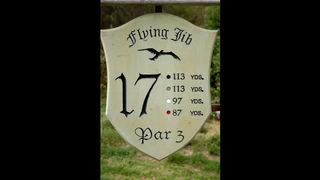 Flying Jib
17
113 YDS.
113 YDS.
97 YDS.
87 YDS.
Par 3